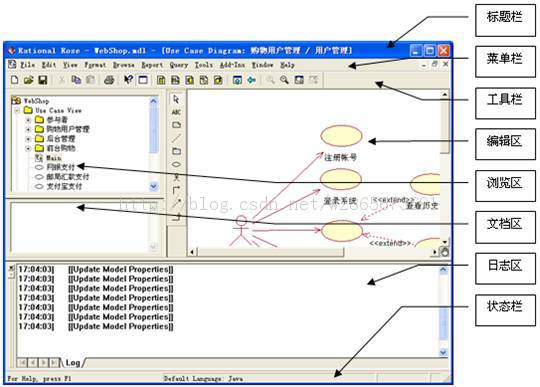 标题栏
Rational Rose - WebShop.mdl - [Use Case Diagram: 购物用户管理 / 用户管理]
菜单栏
File Edit View Format Browse Report Query Tools Add-Ins Window Help
工具栏
WebShop
Use Case View
参与者
购物用户管理
后台管理
前台购物
Main
网银支付
邮局汇款支付
支付宝支付
ABC
注册帐号
登录系统
<<extend>>
查看历史
<<extend>>
编辑区
浏览区
文档区
日志区
17:04:03| [[Update Model Properties]]
17:04:03| [[Update Model Properties]]
17:04:03| [[Update Model Properties]]
17:04:03| [[Update Model Properties]]
17:04:03| [[Update Model Properties]]
17:04:03| [[Update Model Properties]]
17:04:03| [[Update Model Properties]]
Log
状态栏
For Help, press F1
Default Language: Java